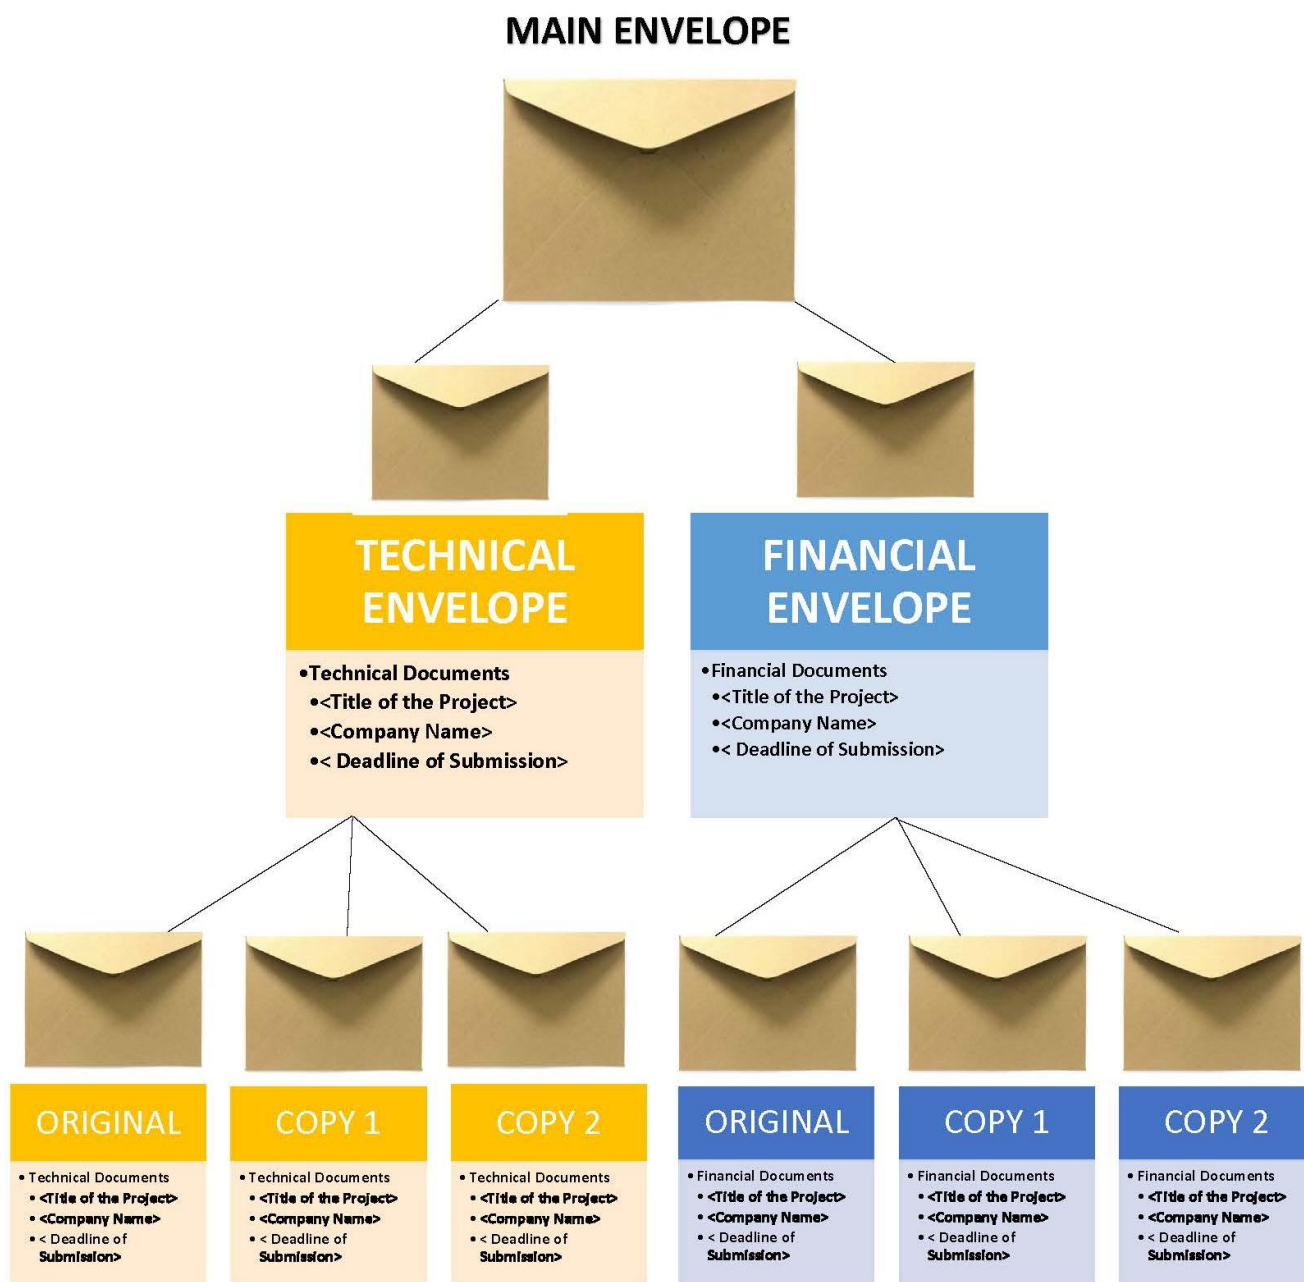 MAIN ENVELOPE
TECHNICAL
ENVELOPE
•Technical Documents
•<Title of the Project>
•<Company Name>
•< Deadline of Submission>
FINANCIAL
ENVELOPE
•Financial Documents
•<Title of the Project>
•<Company Name>
•< Deadline of Submission>
ORIGINAL
• Technical Documents
• <Title of the Project>
• <Company Name>
• < Deadline of
Submission>
COPY 1
• Technical Documents
• <Title of the Project>
• <Company Name>
• < Deadline of
Submission>
COPY 2
• Technical Documents
• <Title of the Project>
• <Company Name>
• < Deadline of
Submission>
ORIGINAL
• Financial Documents
• <Title of the Project>
• <Company Name>
• < Deadline of
Submission>
COPY 1
• Financial Documents
• <Title of the Project>
• <Company Name>
• < Deadline of
Submission>
COPY 2
• Financial Documents
• <Title of the Project>
• <Company Name>
• < Deadline of
Submission>